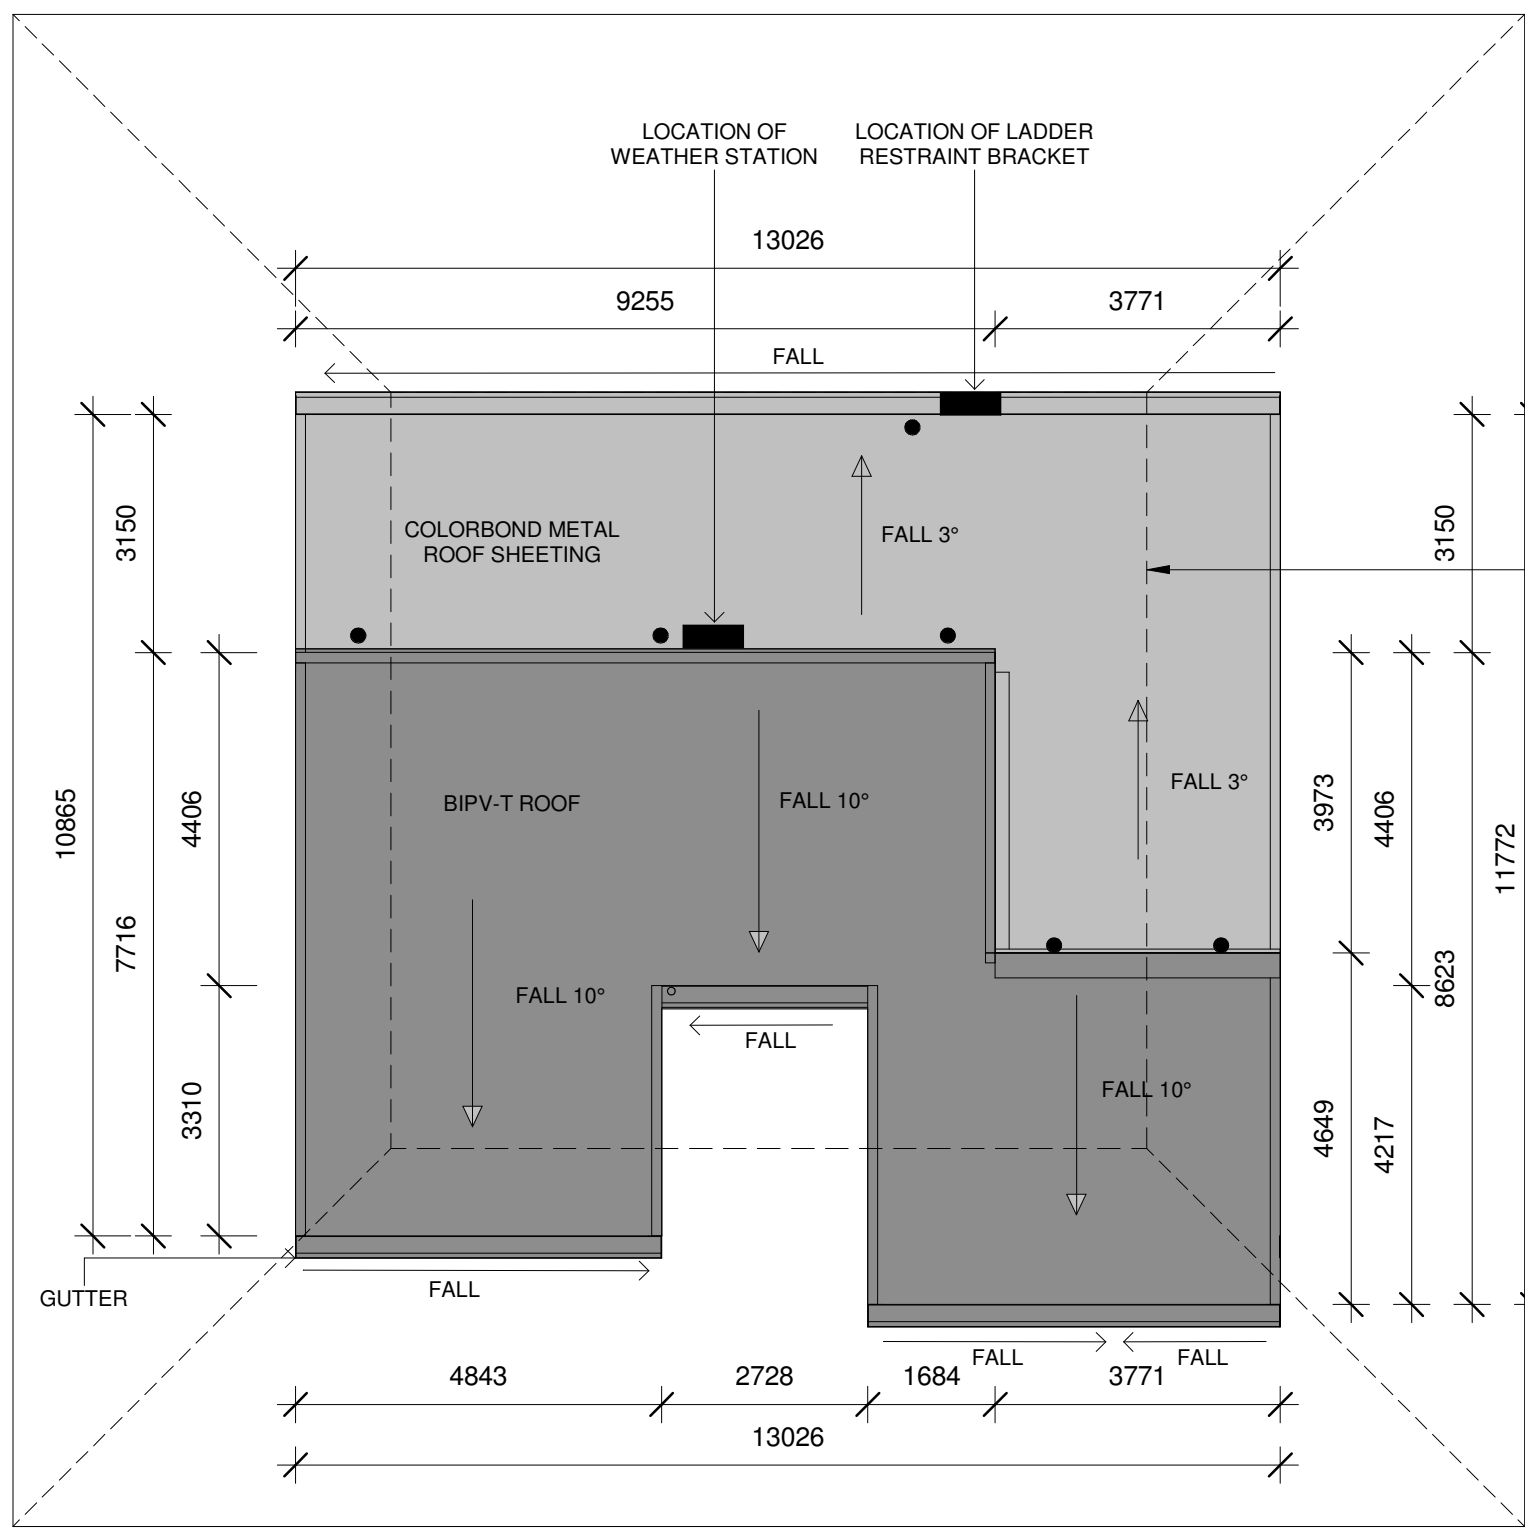 LOCATION OF
WEATHER STATION
LOCATION OF LADDER
RESTRAINT BRACKET
13026
9255
3771
FALL
3150
3150
COLORBOND METAL
ROOF SHEETING
FALL 3°
10865
7716
4406
BIPV-T ROOF
FALL 10°
FALL 3°
3973
4406
11772
8623
FALL 10°
FALL
3310
FALL 10°
4649
4217
GUTTER
FALL
FALL
FALL
4843
2728
1684
3771
13026